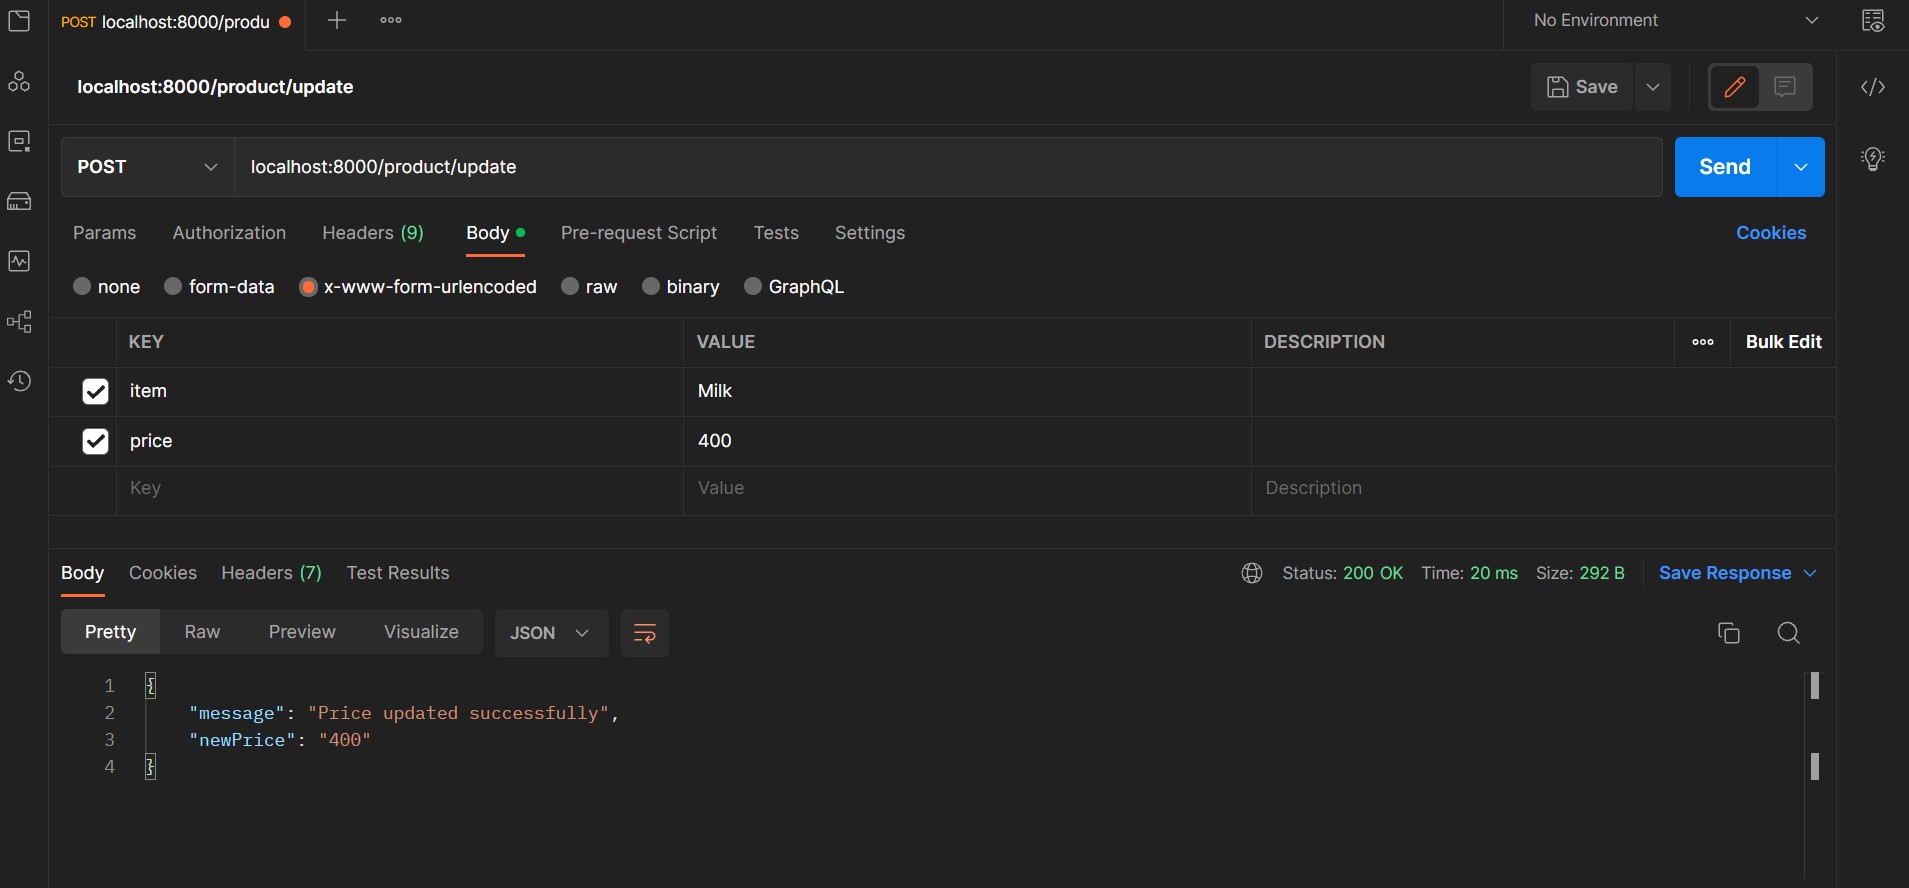 POST localhost:8000/produ
No Environment
localhost:8000/product/update
Save
POST localhost:8000/product/update Send
Params Authorization Headers (9) Body Pre-request Script Tests Settings Cookies
none form-data x-www-form-urlencoded raw binary GraphQL
KEY VALUE DESCRIPTION Bulk Edit
item Milk
price 400
Key Value Description
Body Cookies Headers (7) Test Results Status: 200 OK Time: 20 ms Size: 292 B Save Response
Pretty Raw Preview Visualize JSON
1 {
2 "message": "Price updated successfully",
3 "newPrice": "400"
4 }